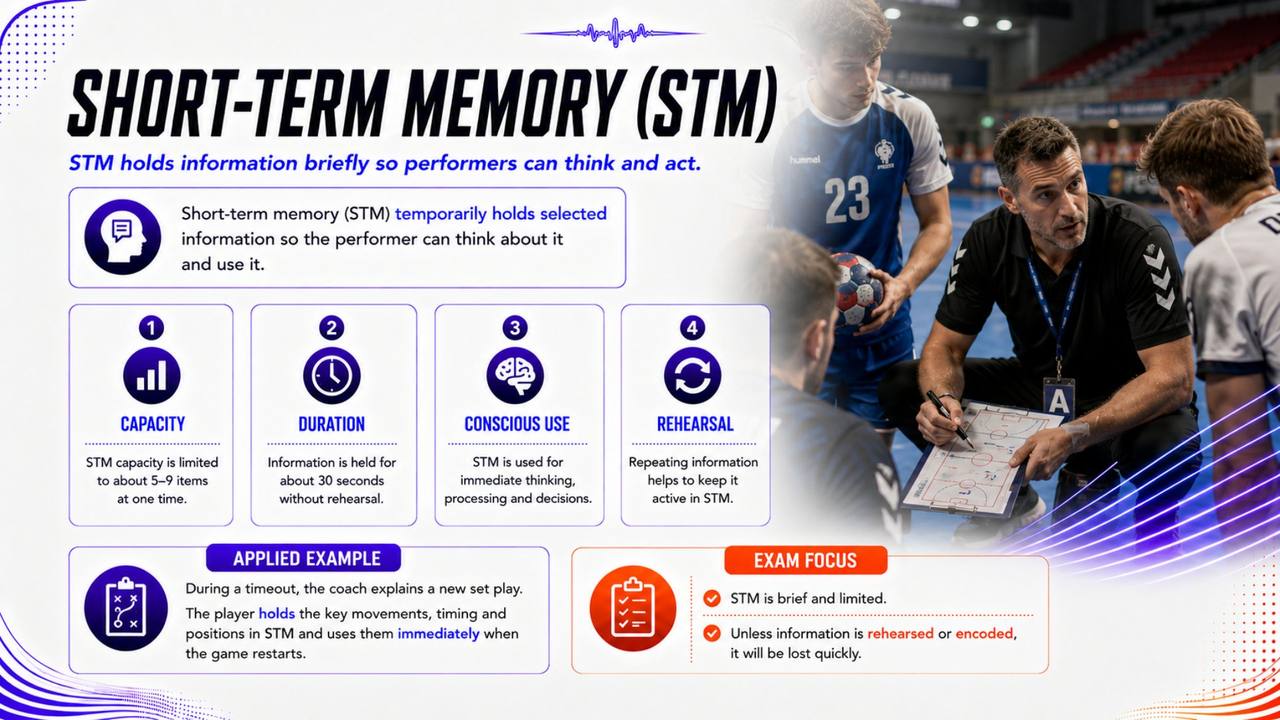 SHORT-TERM MEMORY (STM)
STM holds information briefly so performers can think and act.
Short-term memory (STM) temporarily holds selected
information so the performer can think about it
and use it.
1
CAPACITY
STM capacity is limited
to about 5–9 items
at one time.
2
DURATION
Information is held for
about 30 seconds
without rehearsal.
3
CONSCIOUS USE
STM is used for
immediate thinking,
processing and decisions.
4
REHEARSAL
Repeating information
helps to keep it
active in STM.
APPLIED EXAMPLE
During a timeout, the coach explains a new set play.
The player holds the key movements, timing and
positions in STM and uses them immediately when
the game restarts.
EXAM FOCUS
STM is brief and limited.
Unless information is rehearsed or encoded,
it will be lost quickly.
hummel
23
A